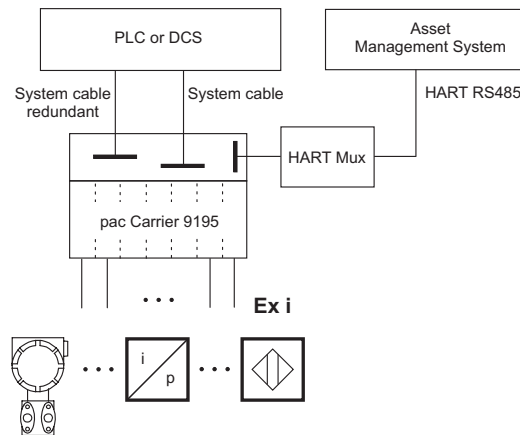 PLC or DCS
Asset
Management System
System cable
redundant
System cable
HART RS485
HART Mux
pac Carrier 9195
Ex i
i
p